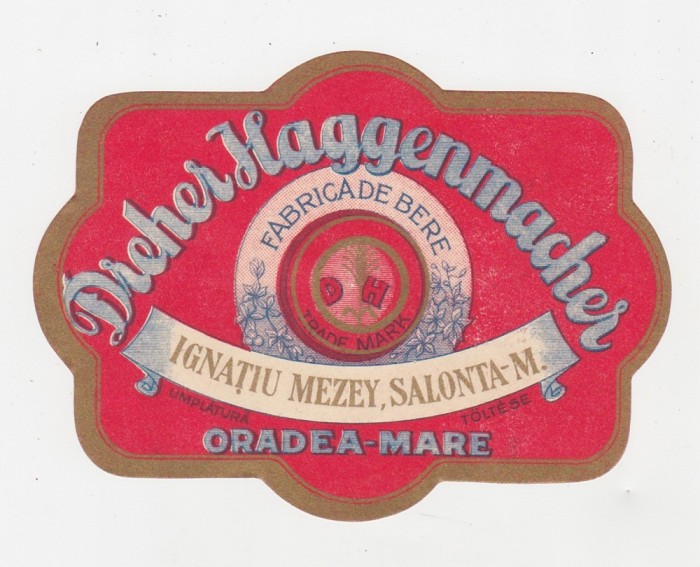 Dreher Haggenmacher
FABRICA DE BERE
D H
TRADE MARK
IGNAȚIU MEZEY, SALONTA-M.
UMPLATURA TÖLTÉSE
ORADEA-MARE